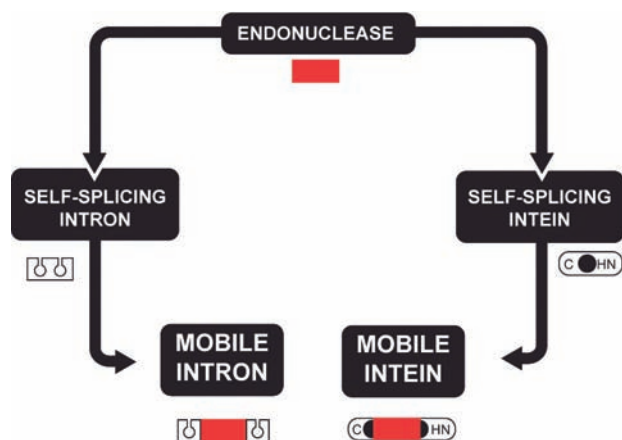 ENDONUCLEASE
SELF-SPLICING
INTRON
SELF-SPLICING
INTEIN
C HN
MOBILE
INTRON
MOBILE
INTEIN
C HN